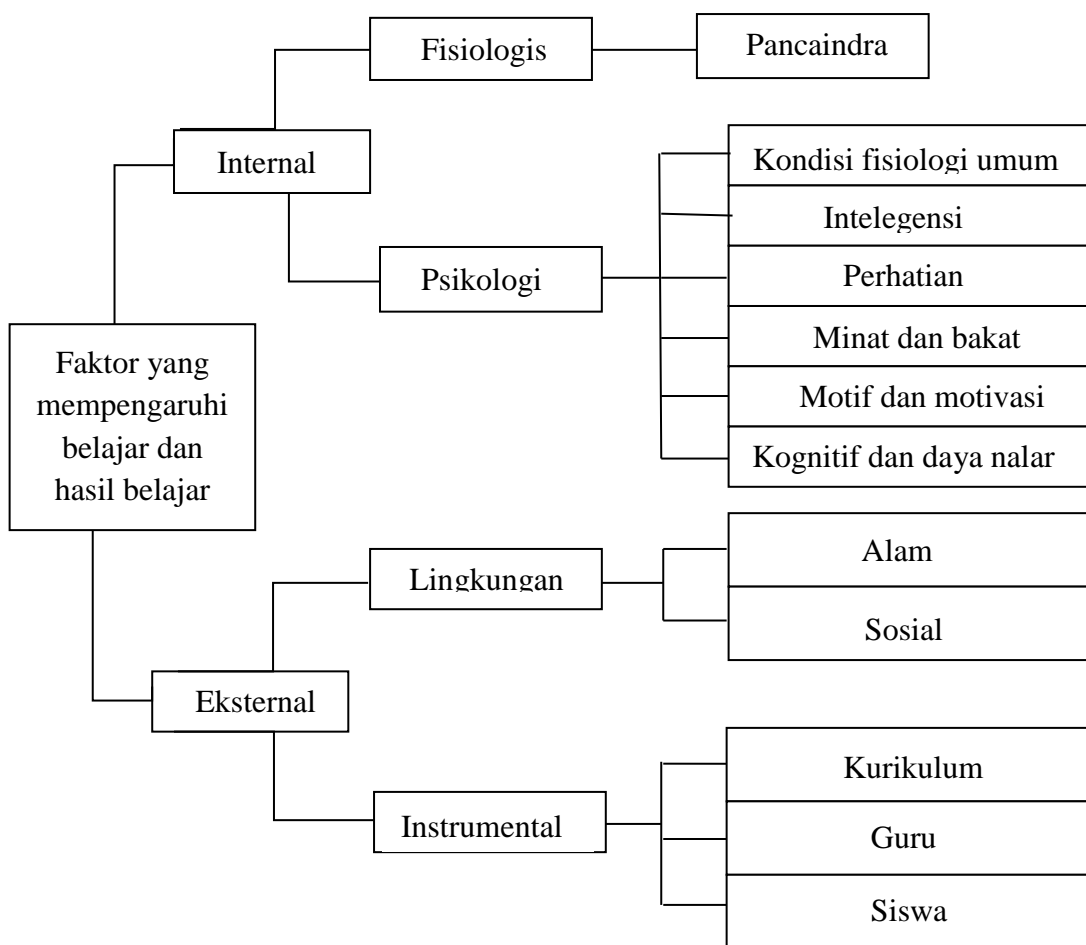 Fisiologis
Pancaindra
Internal
Kondisi fisiologi umum
Intelegensi
Psikologi
Perhatian
Minat dan bakat
Motif dan motivasi
Kognitif dan daya nalar
Faktor yang
mempengaruhi
belajar dan
hasil belajar
Lingkungan
Alam
Sosial
Eksternal
Kurikulum
Instrumental
Guru
Siswa